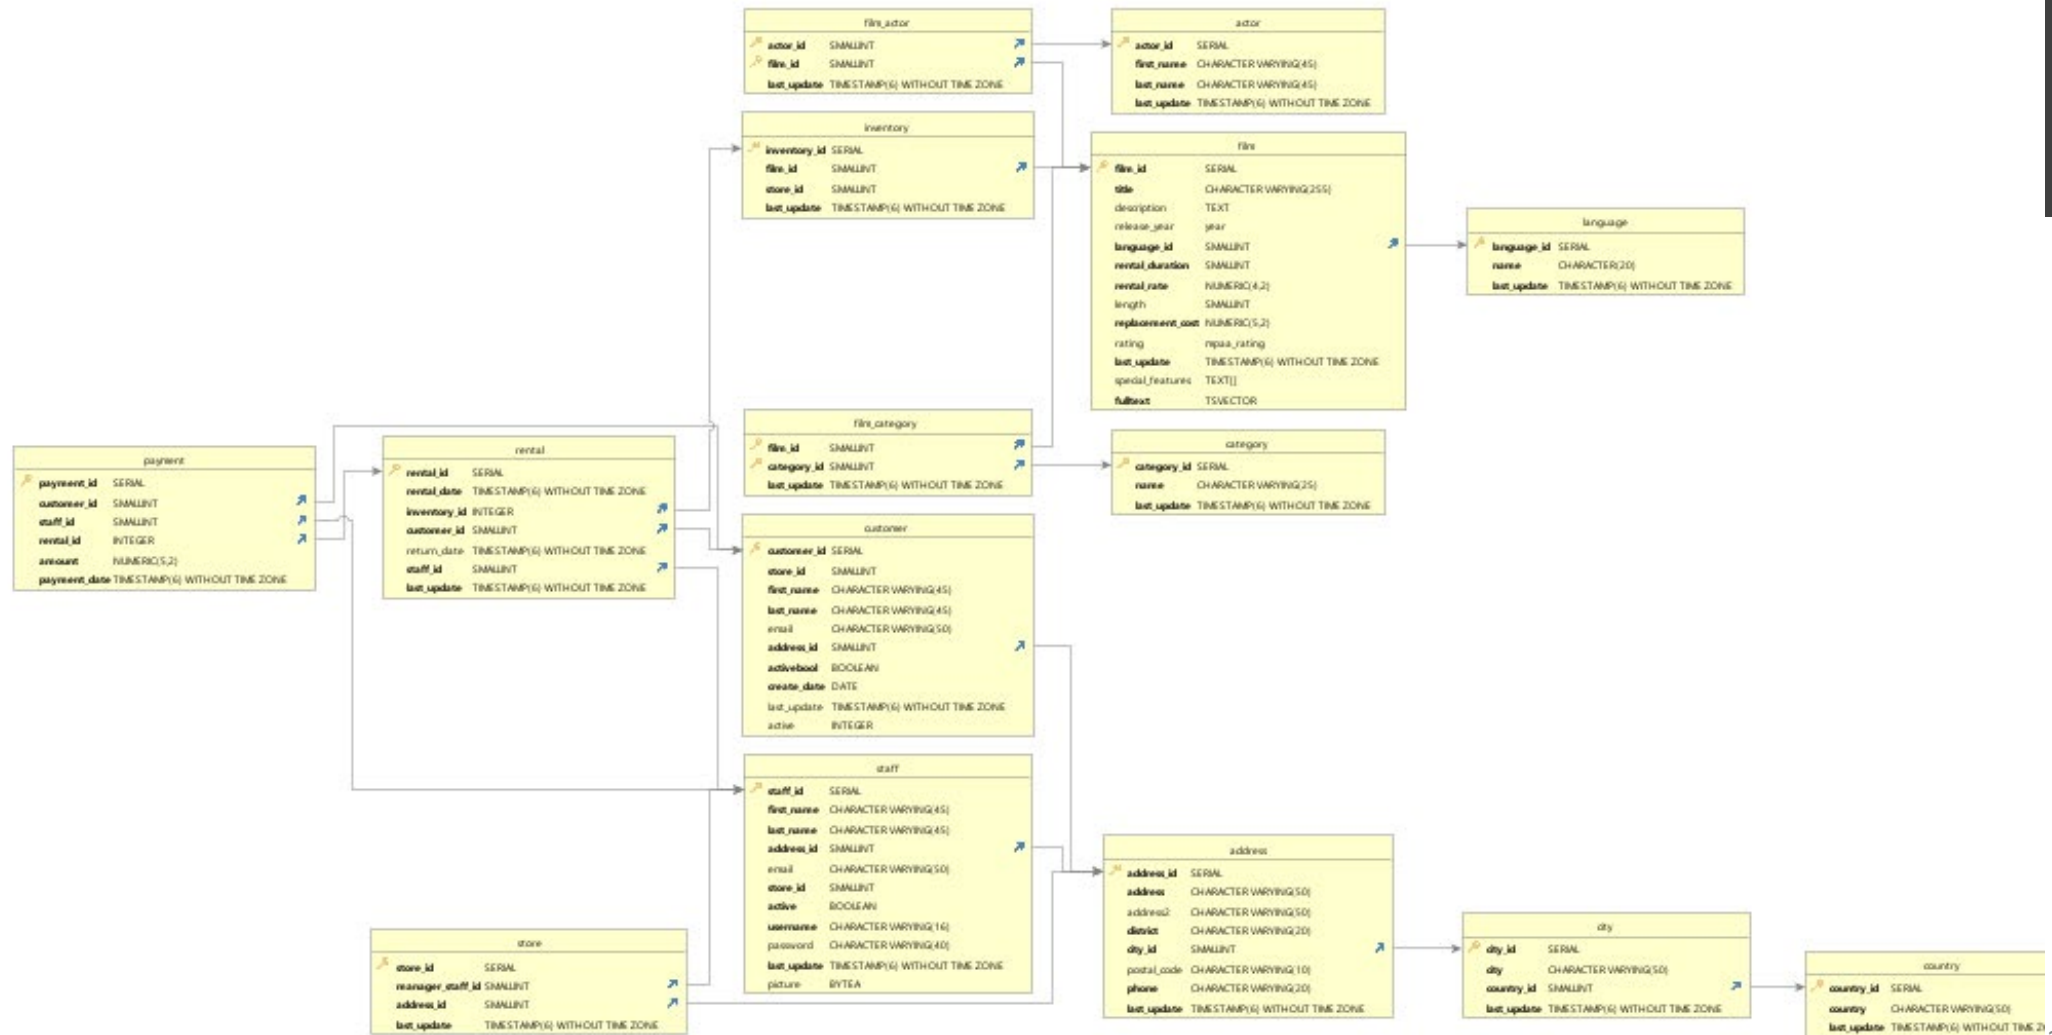 film_actor
actor_id SMALLINT
film_id SMALLINT
last_update TIMESTAMP(6) WITHOUT TIME ZONE
actor
actor_id SERIAL
first_name CHARACTER VARYING(45)
last_name CHARACTER VARYING(45)
last_update TIMESTAMP(6) WITHOUT TIME ZONE
inventory
inventory_id SERIAL
film_id SMALLINT
store_id SMALLINT
last_update TIMESTAMP(6) WITHOUT TIME ZONE
film
film_id SERIAL
title CHARACTER VARYING(255)
description TEXT
release_year year
language_id SMALLINT
rental_duration SMALLINT
rental_rate NUMERIC(4,2)
length SMALLINT
replacement_cost NUMERIC(5,2)
rating mpaa_rating
last_update TIMESTAMP(6) WITHOUT TIME ZONE
special_features TEXT[]
fulltext TSVECTOR
language
language_id SERIAL
name CHARACTER(20)
last_update TIMESTAMP(6) WITHOUT TIME ZONE
payment
payment_id SERIAL
customer_id SMALLINT
staff_id SMALLINT
rental_id INTEGER
amount NUMERIC(5,2)
payment_date TIMESTAMP(6) WITHOUT TIME ZONE
rental
rental_id SERIAL
rental_date TIMESTAMP(6) WITHOUT TIME ZONE
inventory_id INTEGER
customer_id SMALLINT
return_date TIMESTAMP(6) WITHOUT TIME ZONE
staff_id SMALLINT
last_update TIMESTAMP(6) WITHOUT TIME ZONE
film_category
film_id SMALLINT
category_id SMALLINT
last_update TIMESTAMP(6) WITHOUT TIME ZONE
category
category_id SERIAL
name CHARACTER VARYING(25)
last_update TIMESTAMP(6) WITHOUT TIME ZONE
customer
customer_id SERIAL
store_id SMALLINT
first_name CHARACTER VARYING(45)
last_name CHARACTER VARYING(45)
email CHARACTER VARYING(50)
address_id SMALLINT
activebool BOOLEAN
create_date DATE
last_update TIMESTAMP(6) WITHOUT TIME ZONE
active INTEGER
staff
staff_id SERIAL
first_name CHARACTER VARYING(45)
last_name CHARACTER VARYING(45)
address_id SMALLINT
email CHARACTER VARYING(50)
store_id SMALLINT
active BOOLEAN
username CHARACTER VARYING(16)
password CHARACTER VARYING(40)
last_update TIMESTAMP(6) WITHOUT TIME ZONE
picture BYTEA
store
store_id SERIAL
manager_staff_id SMALLINT
address_id SMALLINT
last_update TIMESTAMP(6) WITHOUT TIME ZONE
address
address_id SERIAL
address CHARACTER VARYING(50)
address2 CHARACTER VARYING(50)
district CHARACTER VARYING(20)
city_id SMALLINT
postal_code CHARACTER VARYING(10)
phone CHARACTER VARYING(20)
last_update TIMESTAMP(6) WITHOUT TIME ZONE
city
city_id SERIAL
city CHARACTER VARYING(50)
country_id SMALLINT
last_update TIMESTAMP(6) WITHOUT TIME ZONE
country
country_id SERIAL
country CHARACTER VARYING(50)
last_update TIMESTAMP(6) WITHOUT TIME